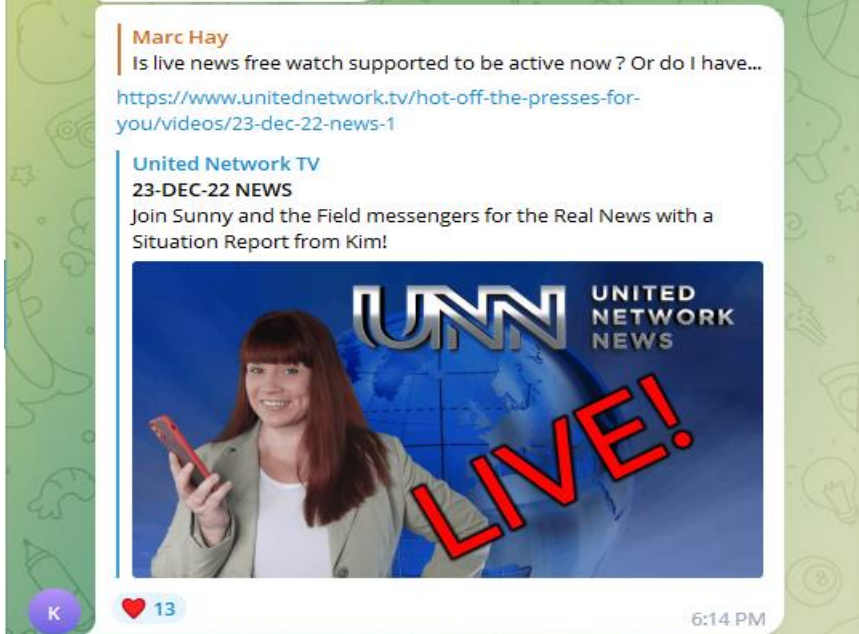 Marc Hay
Is live news free watch supported to be active now ? Or do I have...
https://www.unitednetwork.tv/hot-off-the-presses-for-
you/videos/23-dec-22-news-1
United Network TV
23-DEC-22 NEWS
Join Sunny and the Field messengers for the Real News with a
Situation Report from Kim!
UNN
UNITED
NETWORK
NEWS
LIVE!
K
13
6:14 PM